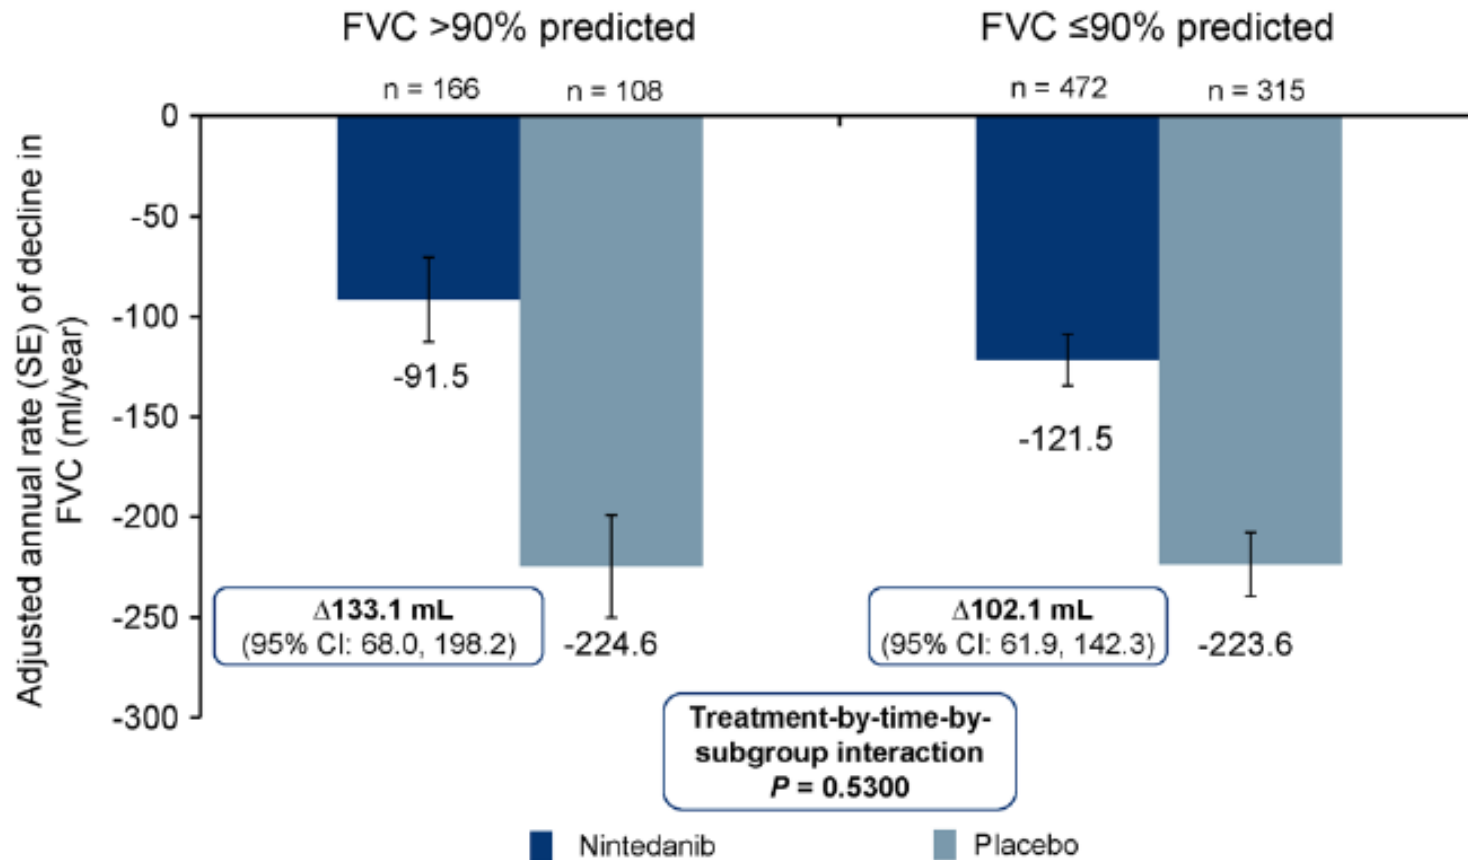 FVC >90% predicted
FVC ≤90% predicted
n = 166
n = 108
n = 472
n = 315
Adjusted annual rate (SE) of decline in
FVC (ml/year)
0
-50
-100
-150
-200
-250
-300
-91.5
-224.6
-121.5
-223.6
Δ133.1 mL
(95% CI: 68.0, 198.2)
Δ102.1 mL
(95% CI: 61.9, 142.3)
Treatment-by-time-by-
subgroup interaction
P = 0.5300
Nintedanib
Placebo